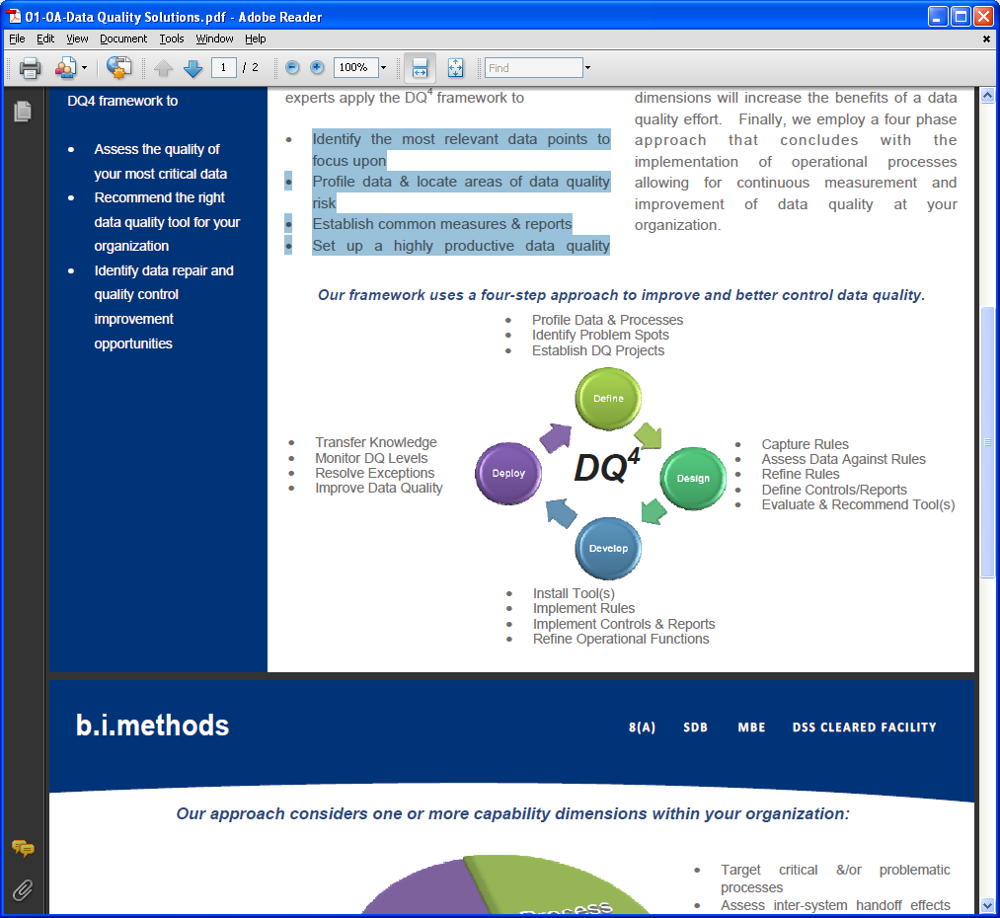 01-0A-Data Quality Solutions.pdf - Adobe Reader
File Edit View Document Tools Window Help
1 / 2 100% Find
DQ4 framework to
• Assess the quality of
your most critical data
• Recommend the right
data quality tool for your
organization
• Identify data repair and
quality control
improvement
opportunities
experts apply the DQ4 framework to
• Identify the most relevant data points to
focus upon
• Profile data & locate areas of data quality
risk
• Establish common measures & reports
• Set up a highly productive data quality
dimensions will increase the benefits of a data
quality effort. Finally, we employ a four phase
approach that concludes with the
implementation of operational processes
allowing for continuous measurement and
improvement of data quality at your
organization.
Our framework uses a four-step approach to improve and better control data quality.
• Profile Data & Processes
• Identify Problem Spots
• Establish DQ Projects
Define
• Transfer Knowledge
• Monitor DQ Levels
• Resolve Exceptions
• Improve Data Quality
Deploy
DQ4
Design
• Capture Rules
• Assess Data Against Rules
• Refine Rules
• Define Controls/Reports
• Evaluate & Recommend Tool(s)
Develop
• Install Tool(s)
• Implement Rules
• Implement Controls & Reports
• Refine Operational Functions
b.i.methods
8(A) SDB MBE DSS CLEARED FACILITY
Our approach considers one or more capability dimensions within your organization:
Process
• Target critical &/or problematic
processes
• Assess inter-system handoff effects